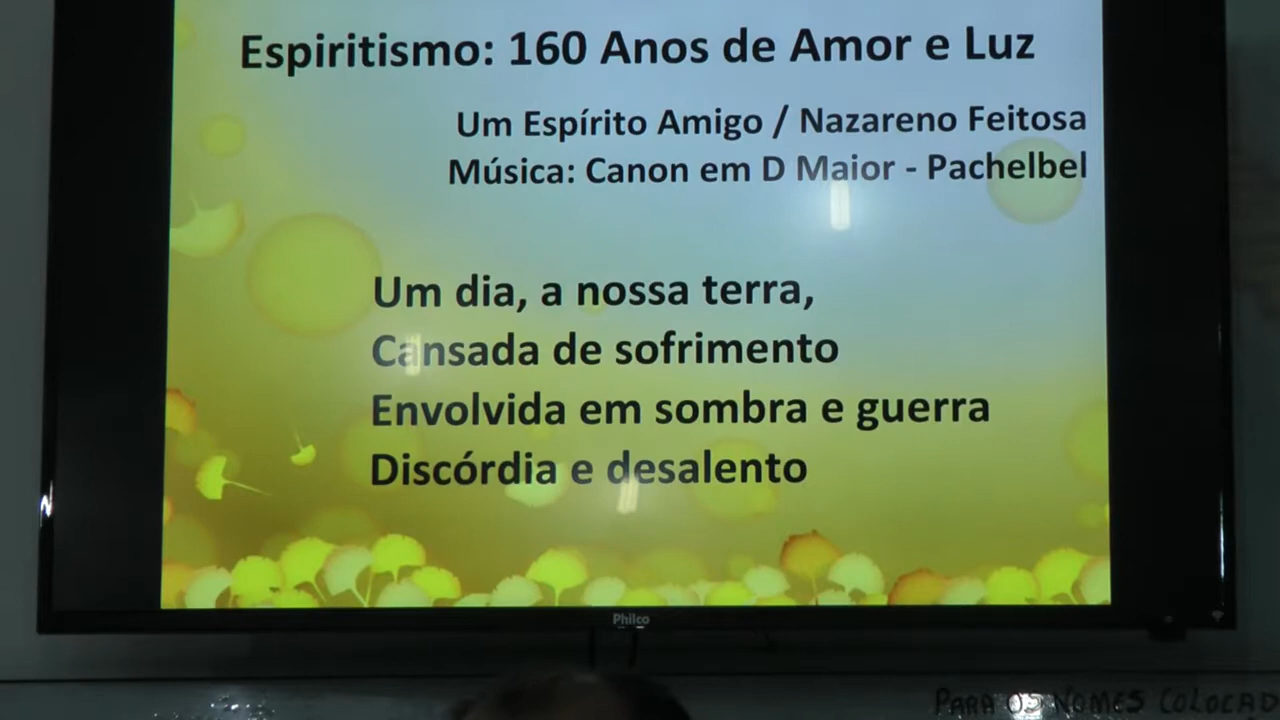 Espiritismo: 160 Anos de Amor e Luz
Um Espírito Amigo / Nazareno Feitosa
Música: Canon em D Maior - Pachelbel
Um dia, a nossa terra,
Cansada de sofrimento
Envolvida em sombra e guerra
Discórdia e desalento
Philco
PARA OS NOMES COLOCAD